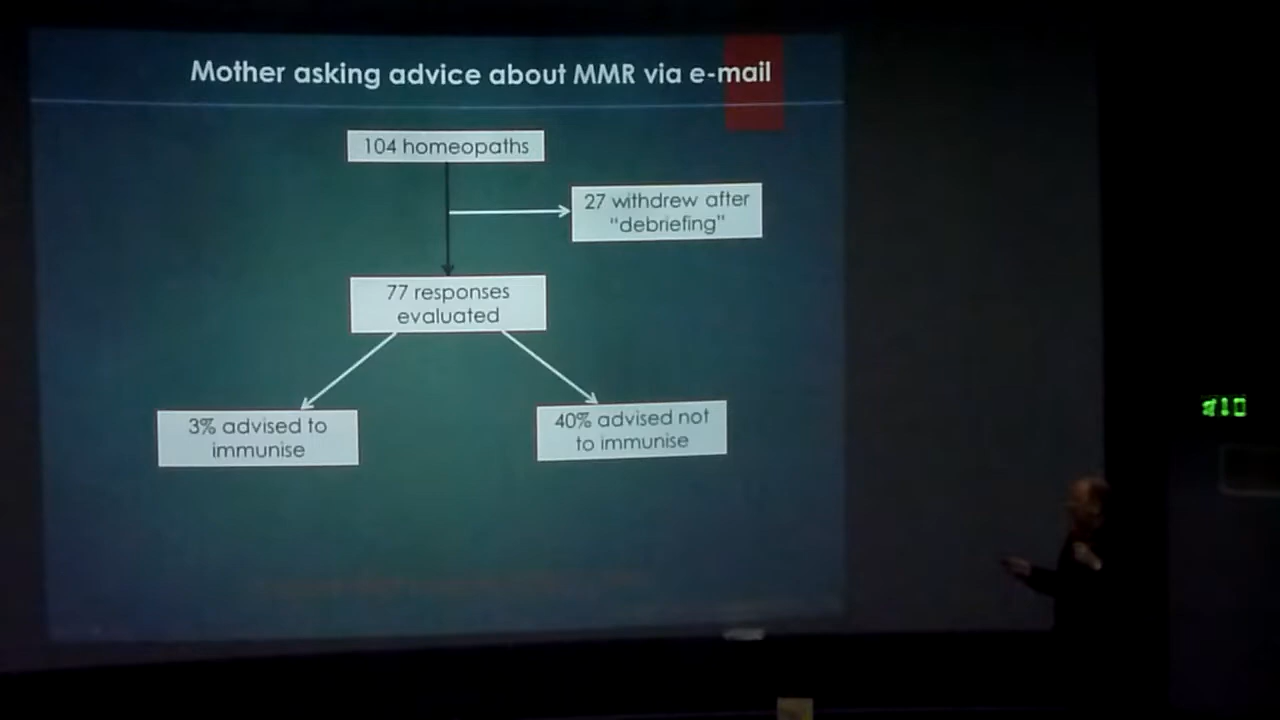 Mother asking advice about MMR via e-mail
104 homeopaths
27 withdrew after
"debriefing"
77 responses
evaluated
3% advised to
immunise
40% advised not
to immunise